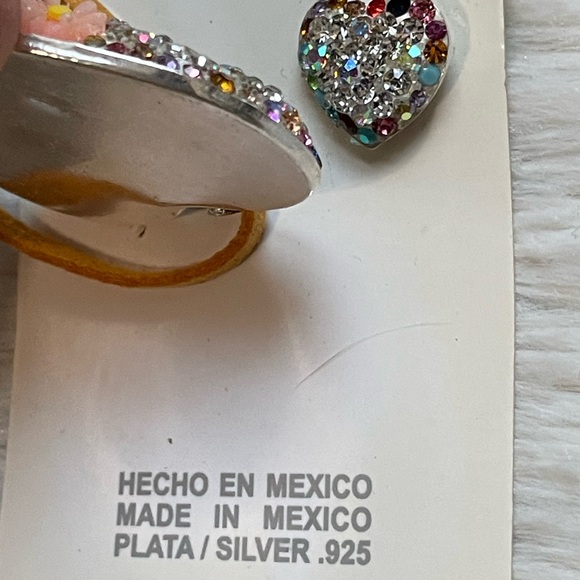 HECHO EN MEXICO
MADE IN MEXICO
PLATA / SILVER .925